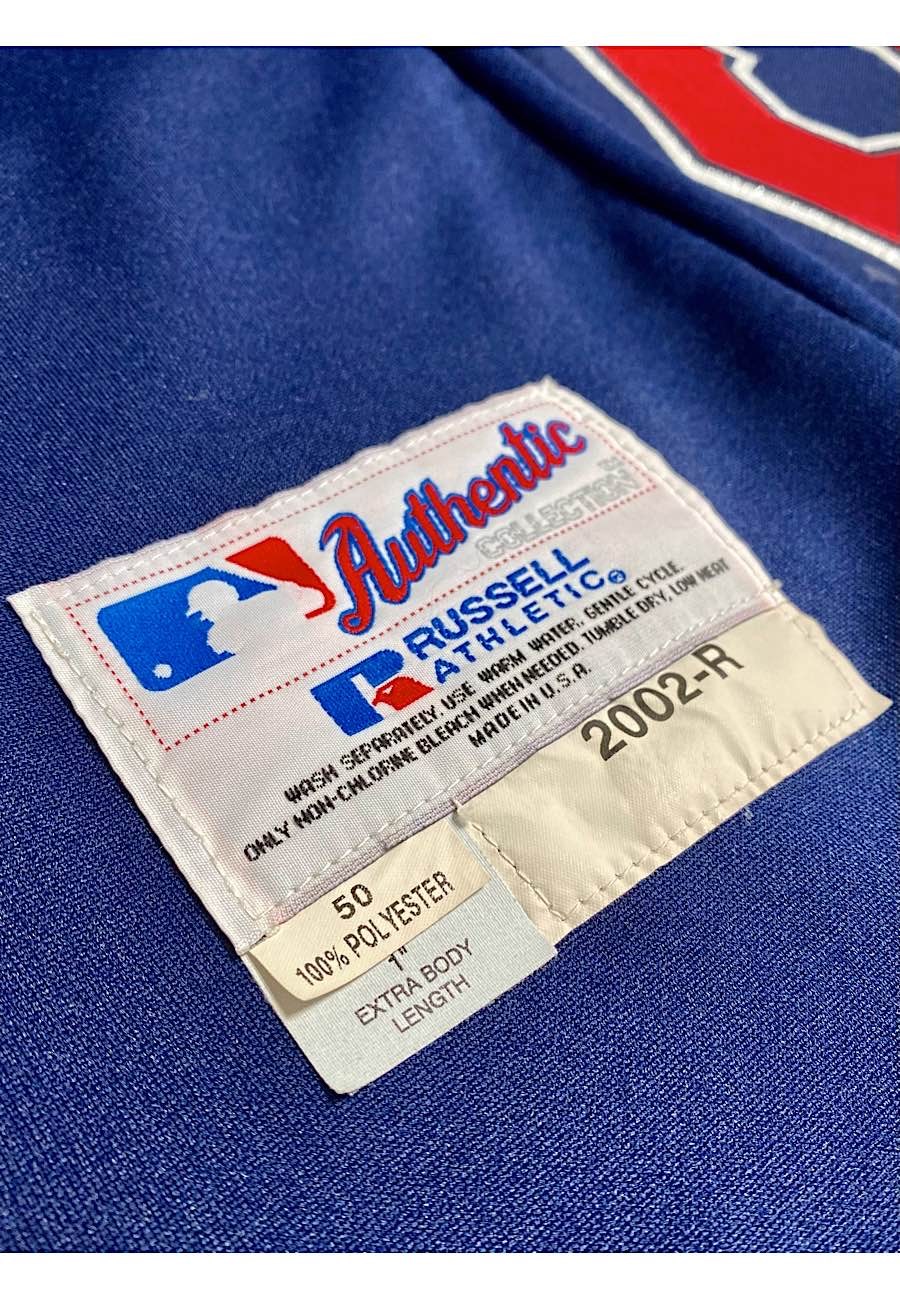 Authentic
COLLECTION™
RUSSELL
ATHLETIC®
WASH SEPARATELY. USE WARM WATER. GENTLE CYCLE.
ONLY NON-CHLORINE BLEACH WHEN NEEDED. TUMBLE DRY, LOW HEAT
MADE IN U.S.A.
2002-R
50
100% POLYESTER
1"
EXTRA BODY
LENGTH